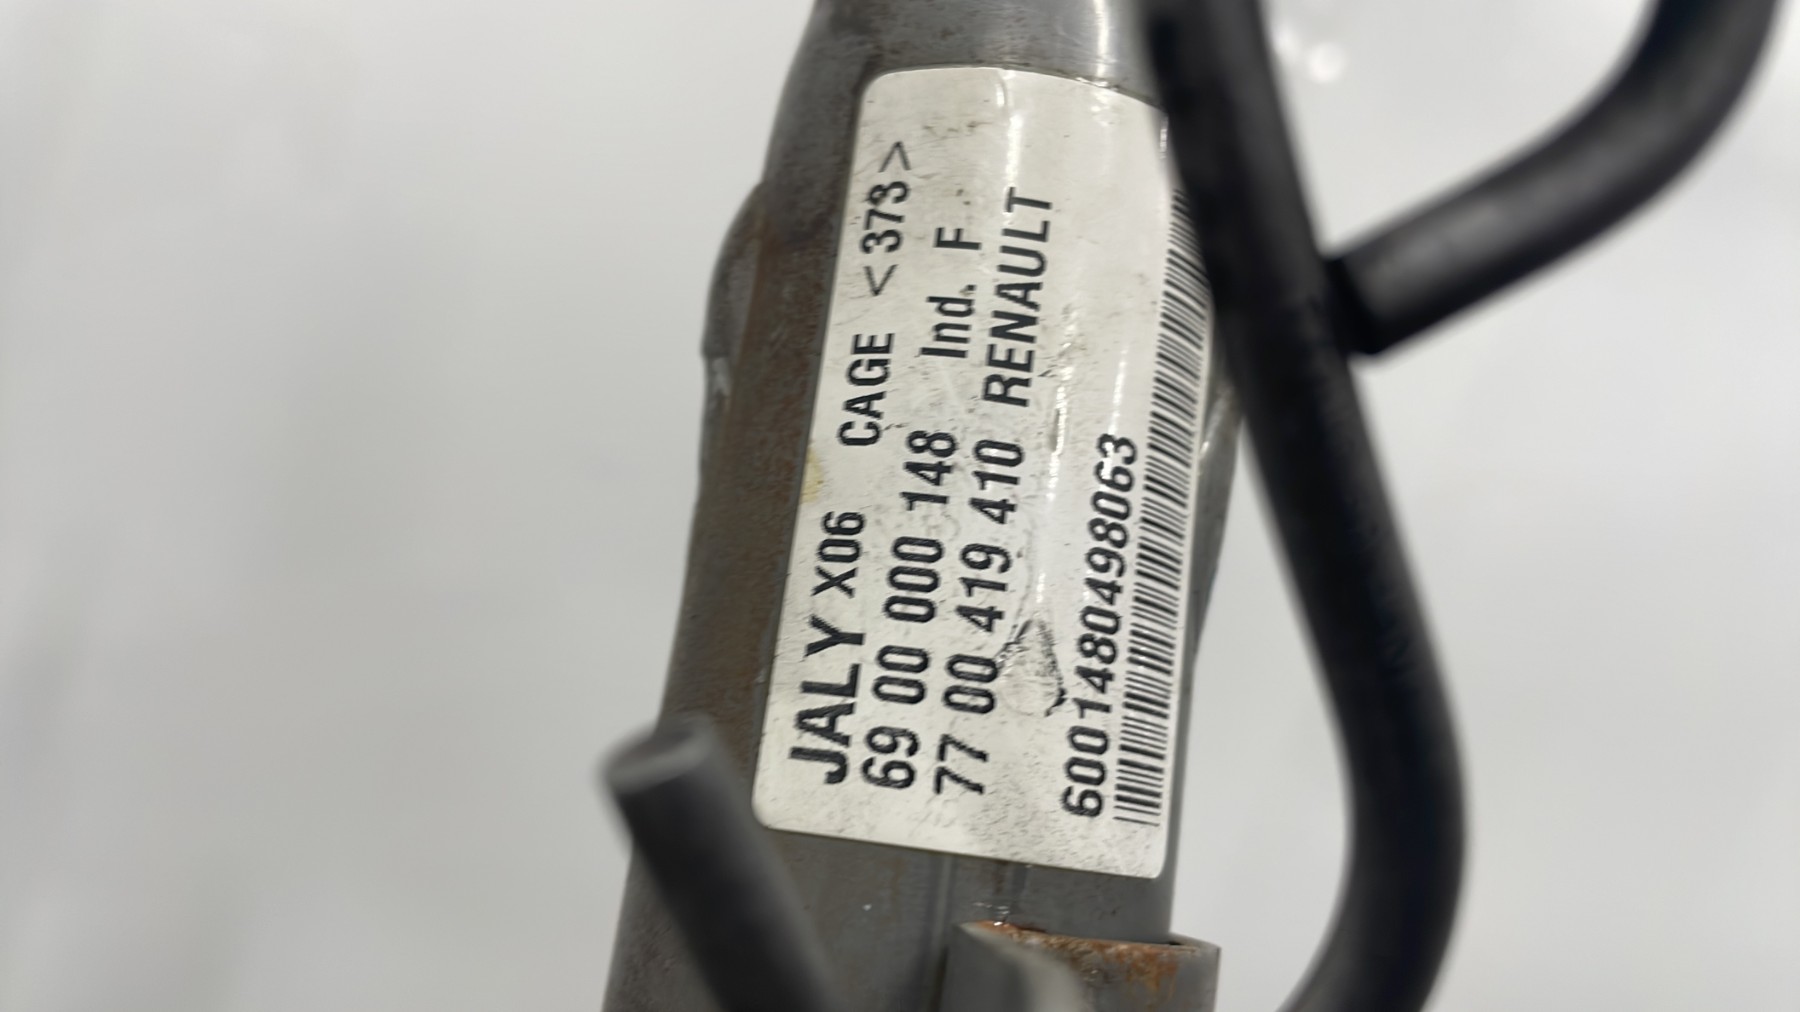 JALY X06 CAGE <373>
69 00 000 148 Ind. F
77 00 419 410 RENAULT
6001480498063